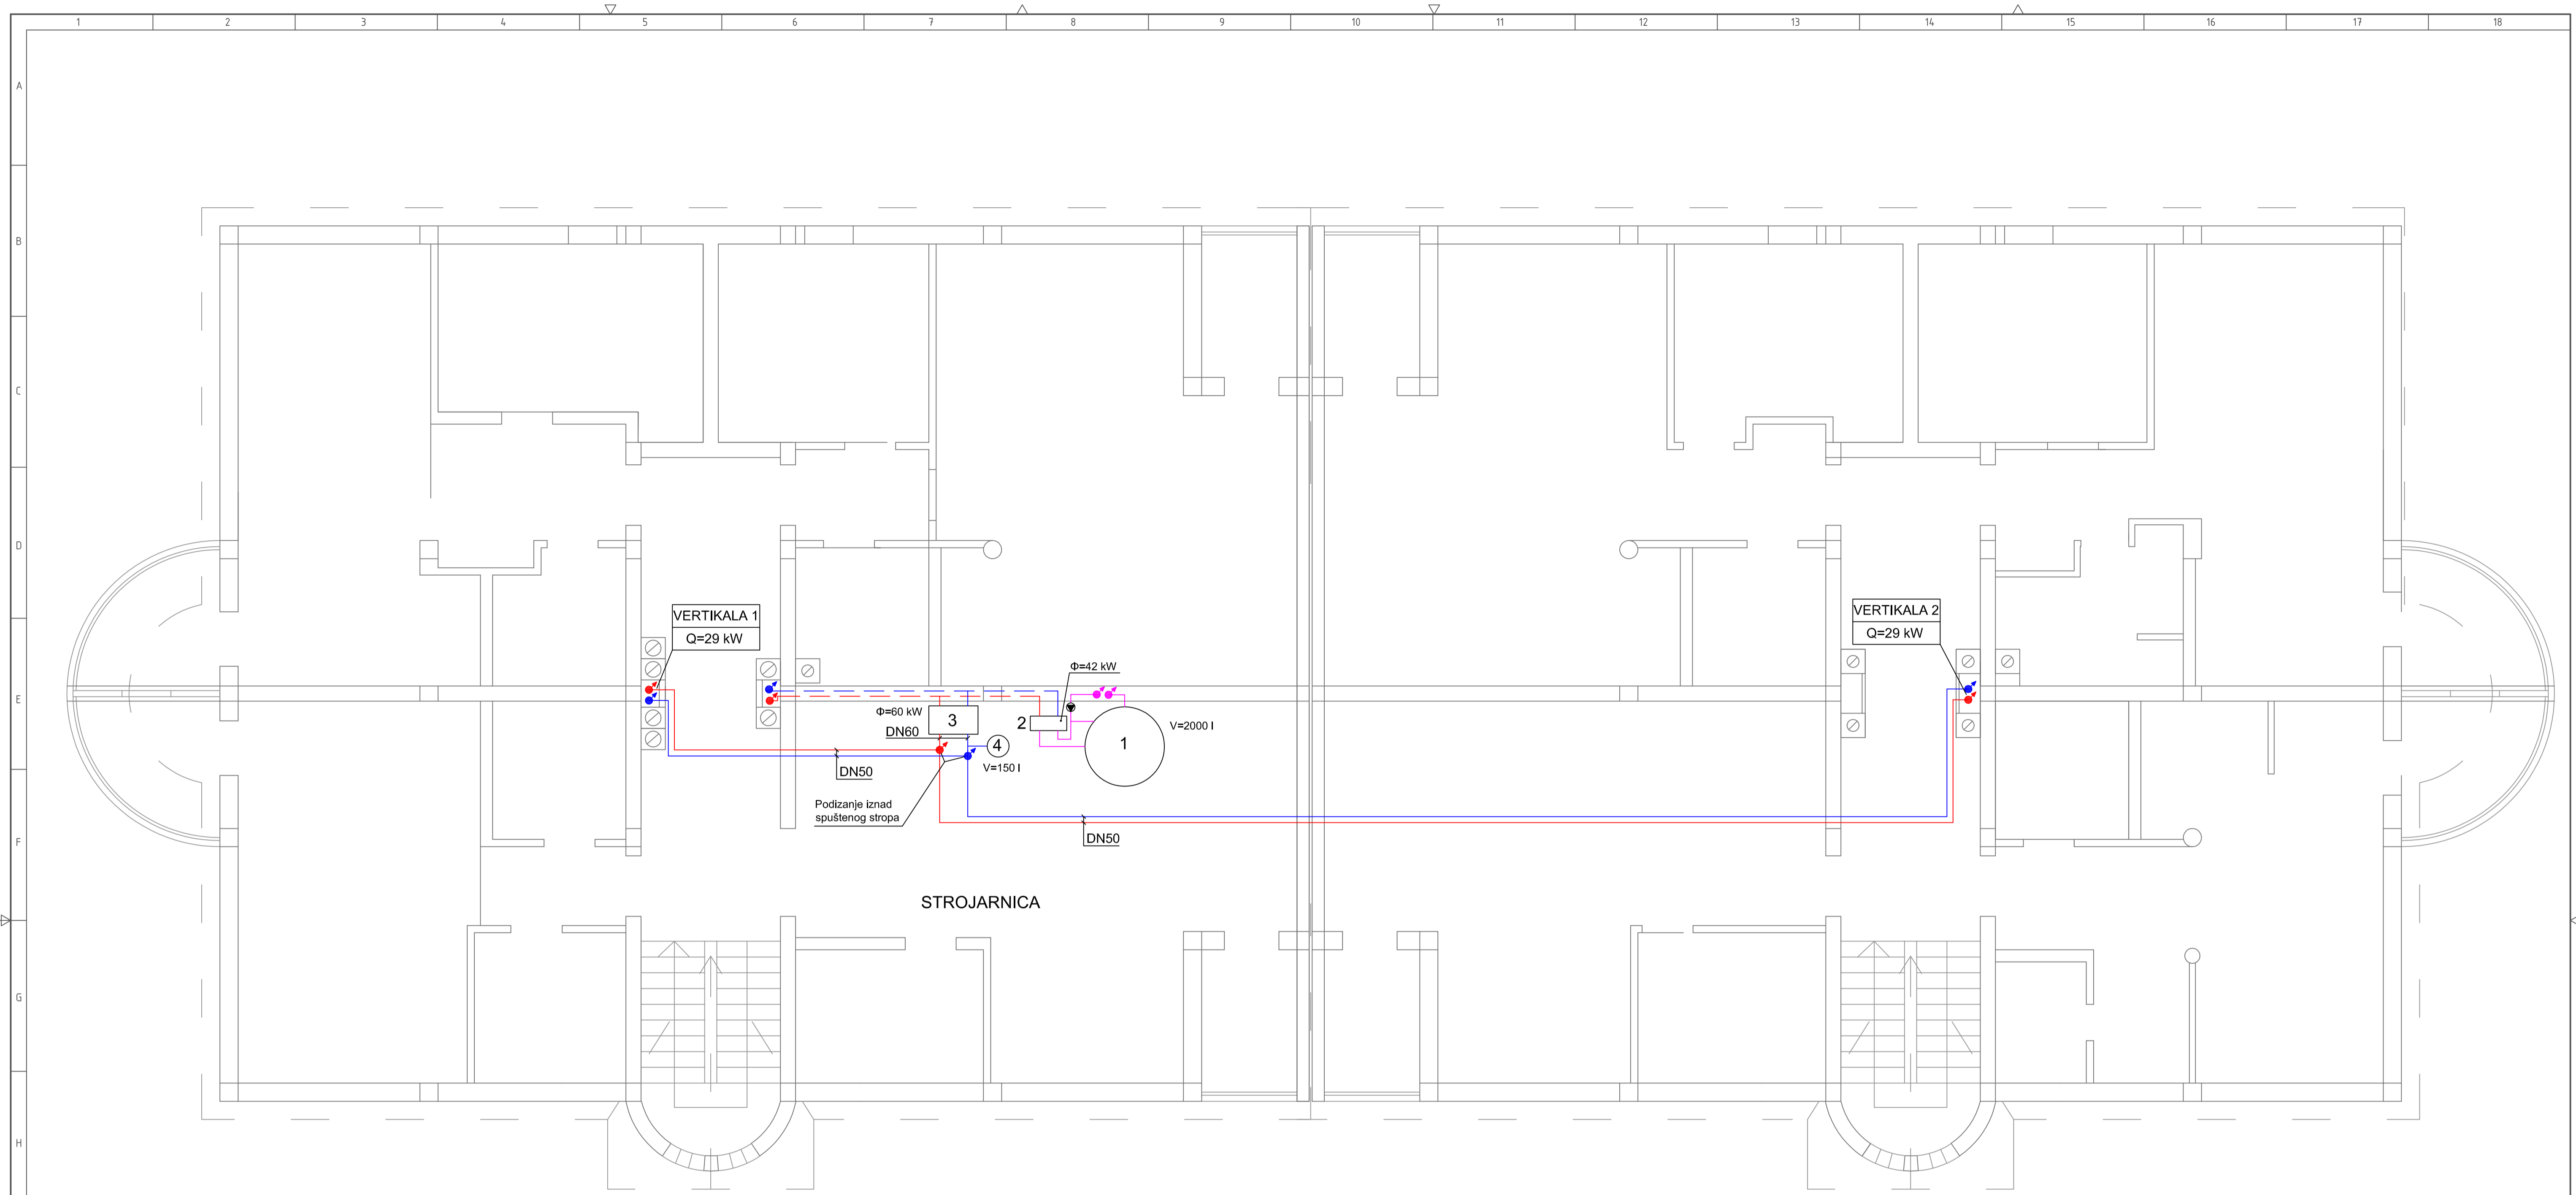 1 2 3 4 5 6 7 8 9 10 11 12 13 14 15 16 17 18
A
B
C
D
E
F
G
H
VERTIKALA 1
Q=29 kW
VERTIKALA 2
Q=29 kW
Φ=42 kW
Φ=60 kW
3
2
1
V=2000 l
DN60
4
V=150 l
DN50
Podizanje iznad
spuštenog stropa
DN50
STROJARNICA